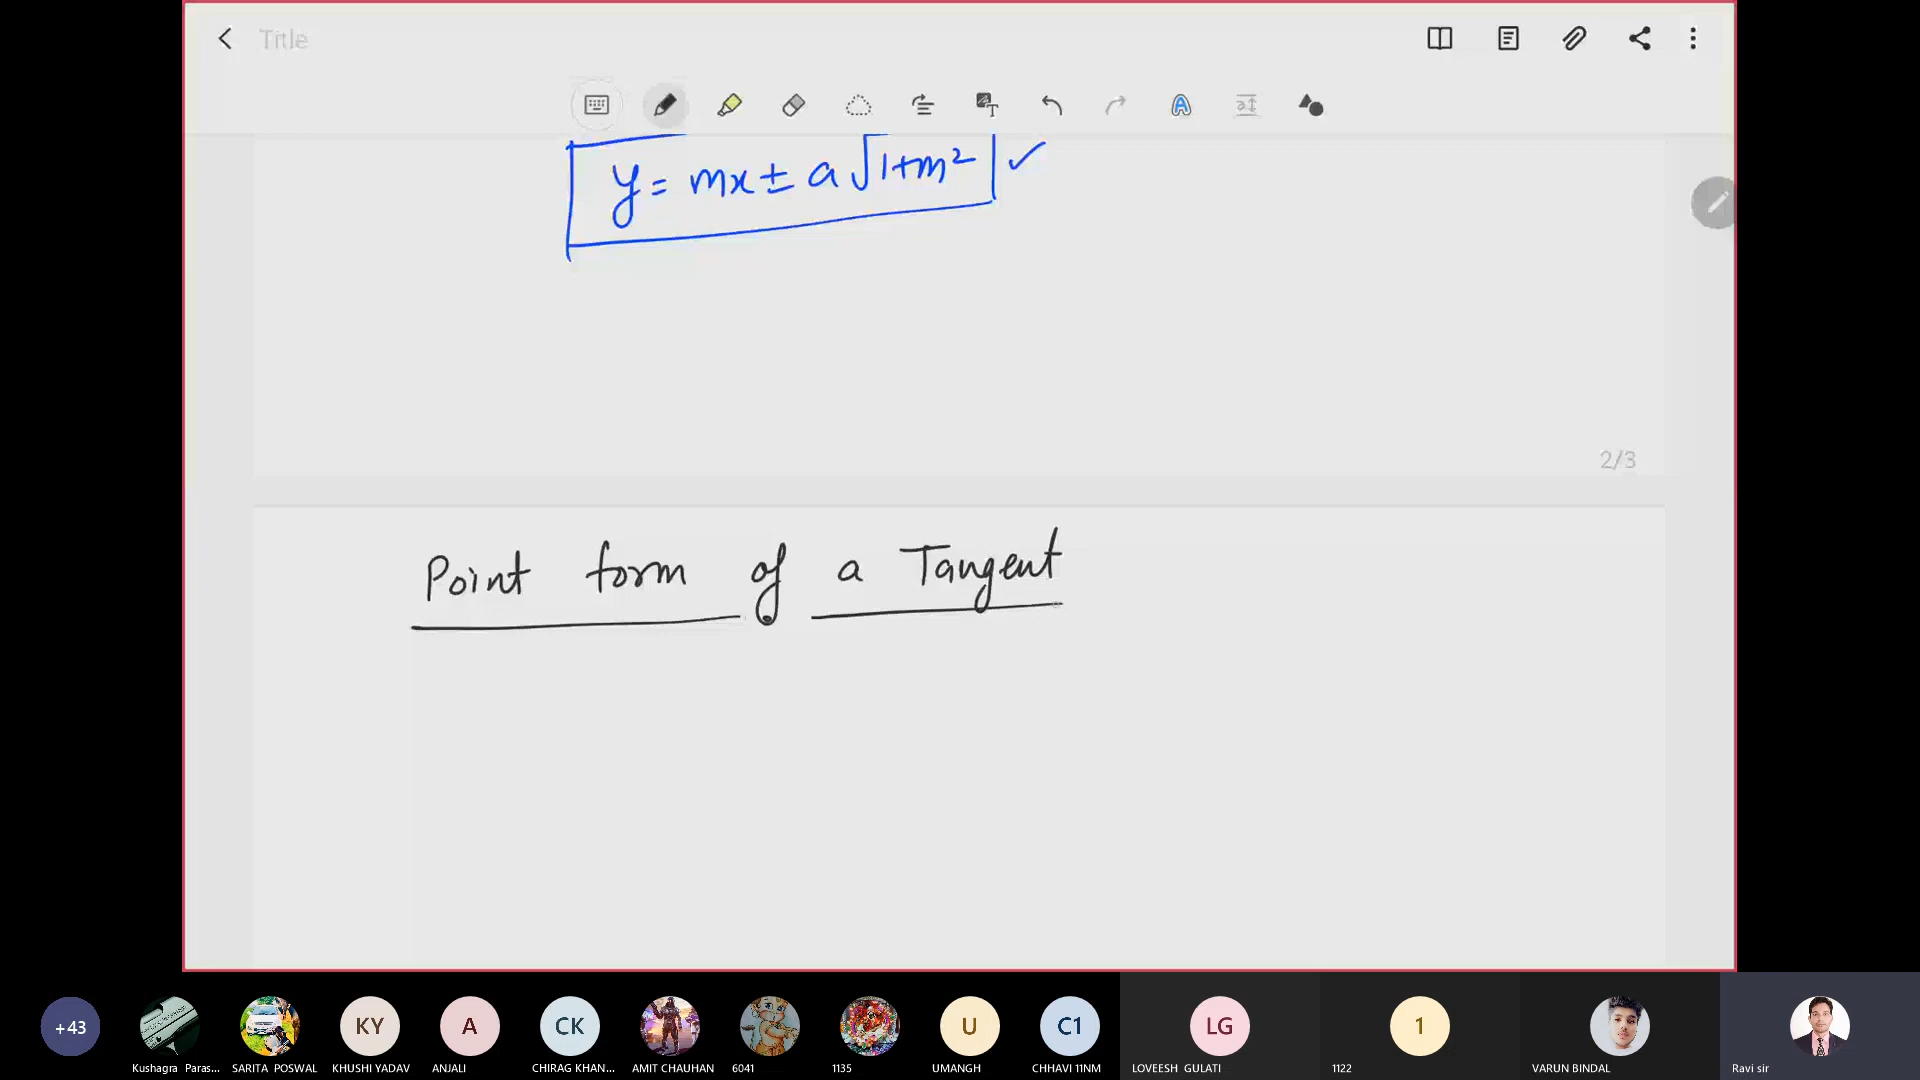 Title
y = mx ± a√1+m²
2/3
Point form of a Tangent
+43
KY
A
CK
U
C1
LG
1
Kushagra Paras...
SARITA POSWAL
KHUSHI YADAV
ANJALI
CHIRAG KHAN...
AMIT CHAUHAN
6041
1135
UMANGH
CHHAVI 11NM
LOVEESH GULATI
1122
VARUN BINDAL
Ravi sir